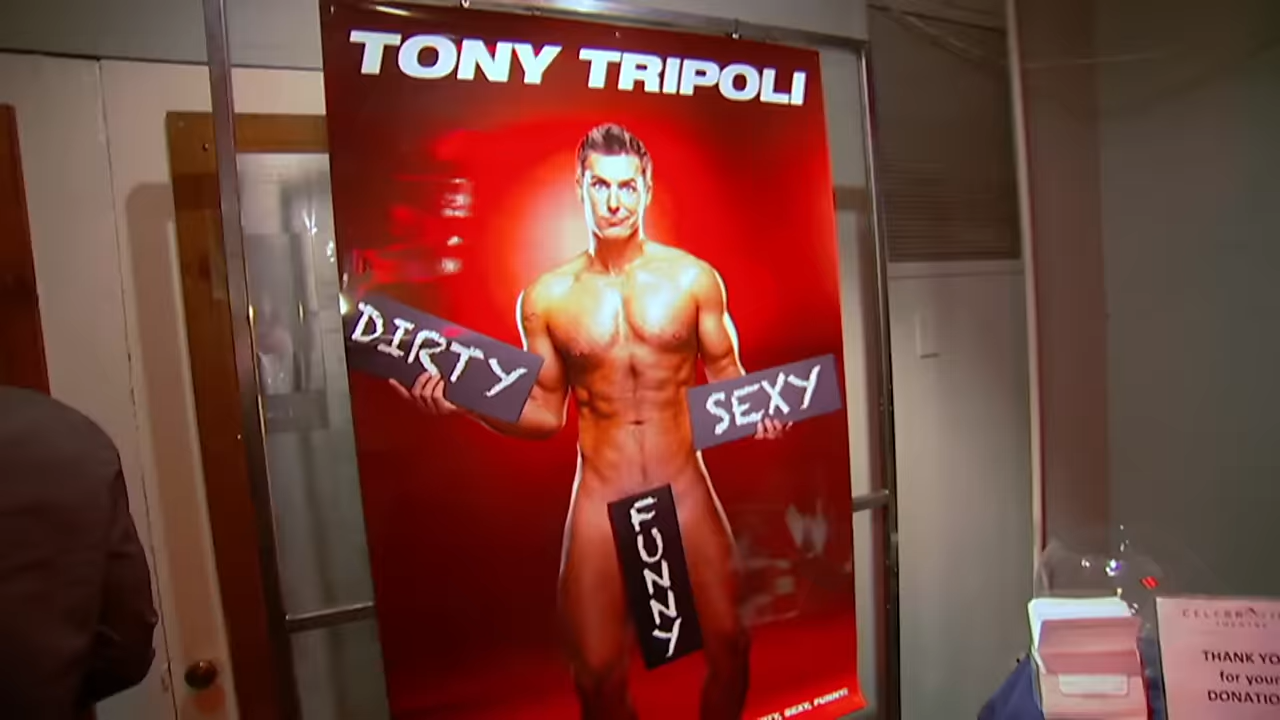 TONY TRIPOLI
DIRTY
SEXY
FUNNY
SEXY, FUNNY!
THANK YO
for your
DONATIO